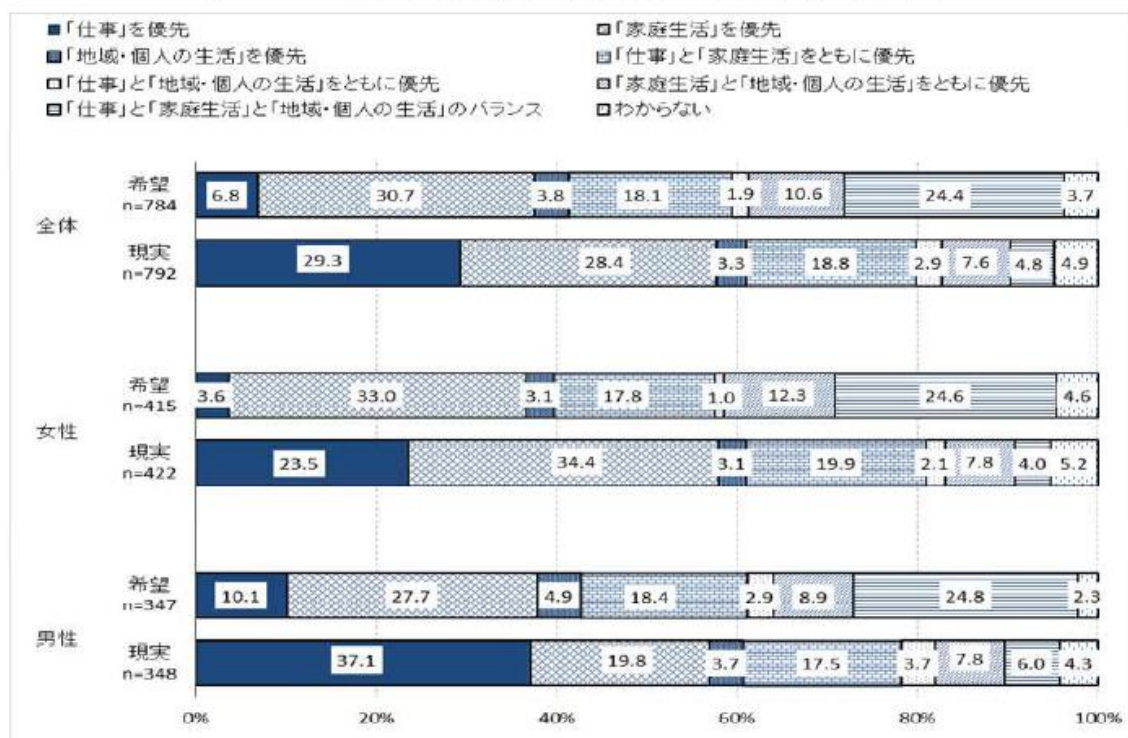 「仕事」を優先 「家庭生活」を優先
「地域・個人の生活」を優先 「仕事」と「家庭生活」をともに優先
「仕事」と「地域・個人の生活」をともに優先 「家庭生活」と「地域・個人の生活」をともに優先
「仕事」と「家庭生活」と「地域・個人の生活」のバランス わからない
全体
希望
n=784
6.8 30.7 3.8 18.1 1.9 10.6 24.4 3.7
現実
n=792
29.3 28.4 3.3 18.8 2.9 7.6 4.8 4.9
女性
希望
n=415
3.6 33.0 3.1 17.8 1.0 12.3 24.6 4.6
現実
n=422
23.5 34.4 3.1 19.9 2.1 7.8 4.0 5.2
男性
希望
n=347
10.1 27.7 4.9 18.4 2.9 8.9 24.8 2.3
現実
n=348
37.1 19.8 3.7 17.5 3.7 7.8 6.0 4.3
0% 20% 40% 60% 80% 100%